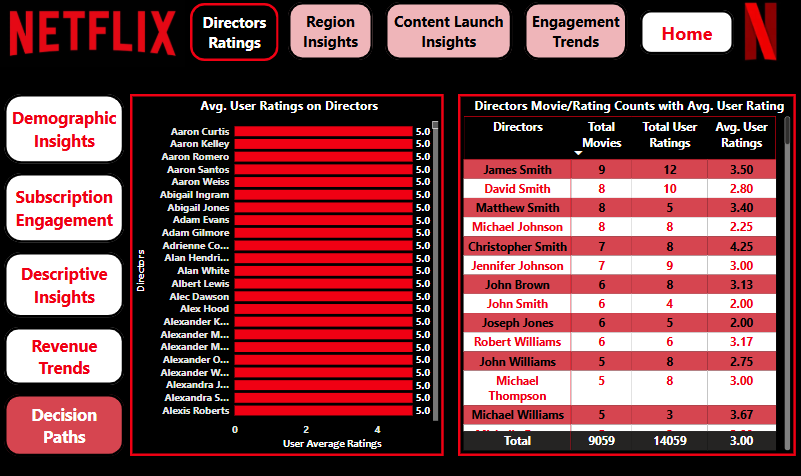 NETFLIX
Directors
Ratings
Region
Insights
Content Launch
Insights
Engagement
Trends
Home
N
Demographic
Insights
Subscription
Engagement
Descriptive
Insights
Revenue
Trends
Decision
Paths
Avg. User Ratings on Directors
Directors
Aaron Curtis 5.0
Aaron Kelley 5.0
Aaron Romero 5.0
Aaron Santos 5.0
Aaron Weiss 5.0
Abigail Ingram 5.0
Abigail Jones 5.0
Adam Evans 5.0
Adam Gilmore 5.0
Adrienne Co... 5.0
Alan Hendri... 5.0
Alan White 5.0
Albert Lewis 5.0
Alec Dawson 5.0
Alex Hood 5.0
Alexander K... 5.0
Alexander M... 5.0
Alexander M... 5.0
Alexander O... 5.0
Alexander W... 5.0
Alexandra J... 5.0
Alexandra S... 5.0
Alexis Roberts 5.0
0 2 4
User Average Ratings
Directors Movie/Rating Counts with Avg. User Rating
Directors Total Movies Total User Ratings Avg. User Ratings
James Smith 9 12 3.50
David Smith 8 10 2.80
Matthew Smith 8 5 3.40
Michael Johnson 8 8 2.25
Christopher Smith 7 8 4.25
Jennifer Johnson 7 9 3.00
John Brown 6 8 3.13
John Smith 6 4 2.00
Joseph Jones 6 5 2.00
Robert Williams 6 6 3.17
John Williams 5 8 2.75
Michael Thompson 5 8 3.00
Michael Williams 5 3 3.67
Total 9059 14059 3.00